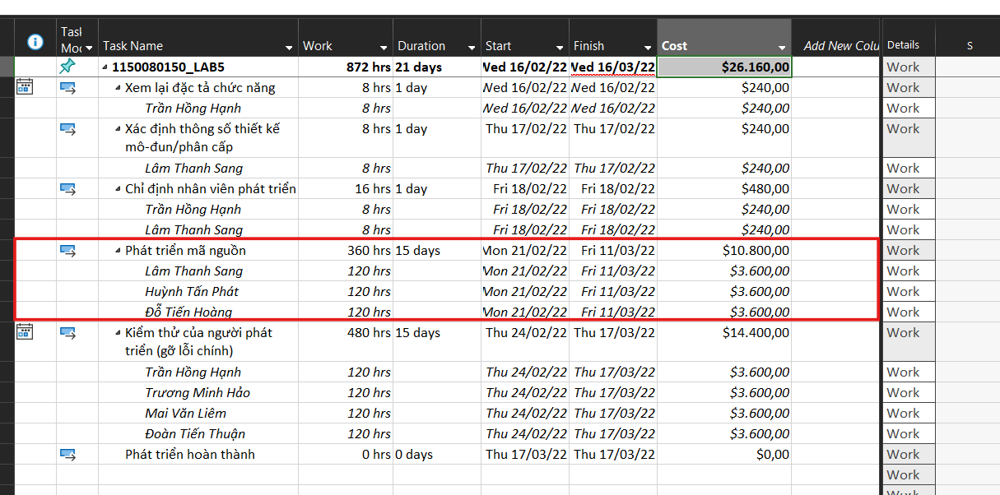 Task Mode Task Name Work Duration Start Finish Cost Add New Colu Details S
1150080150_LAB5 872 hrs 21 days Wed 16/02/22 Wed 16/03/22 $26.160,00 Work
Xem lại đặc tả chức năng 8 hrs 1 day Wed 16/02/22 Wed 16/02/22 $240,00 Work
Trần Hồng Hạnh 8 hrs Wed 16/02/22 Wed 16/02/22 $240,00 Work
Xác định thông số thiết kế 8 hrs 1 day Thu 17/02/22 Thu 17/02/22 $240,00 Work
mô-đun/phân cấp
Lâm Thanh Sang 8 hrs Thu 17/02/22 Thu 17/02/22 $240,00 Work
Chỉ định nhân viên phát triển 16 hrs 1 day Fri 18/02/22 Fri 18/02/22 $480,00 Work
Trần Hồng Hạnh 8 hrs Fri 18/02/22 Fri 18/02/22 $240,00 Work
Lâm Thanh Sang 8 hrs Fri 18/02/22 Fri 18/02/22 $240,00 Work
Phát triển mã nguồn 360 hrs 15 days Mon 21/02/22 Fri 11/03/22 $10.800,00 Work
Lâm Thanh Sang 120 hrs Mon 21/02/22 Fri 11/03/22 $3.600,00 Work
Huỳnh Tấn Phát 120 hrs Mon 21/02/22 Fri 11/03/22 $3.600,00 Work
Đỗ Tiến Hoàng 120 hrs Mon 21/02/22 Fri 11/03/22 $3.600,00 Work
Kiểm thử của người phát 480 hrs 15 days Thu 24/02/22 Thu 17/03/22 $14.400,00 Work
triển (gỡ lỗi chính)
Trần Hồng Hạnh 120 hrs Thu 24/02/22 Thu 17/03/22 $3.600,00 Work
Trương Minh Hảo 120 hrs Thu 24/02/22 Thu 17/03/22 $3.600,00 Work
Mai Văn Liêm 120 hrs Thu 24/02/22 Thu 17/03/22 $3.600,00 Work
Đoàn Tiến Thuận 120 hrs Thu 24/02/22 Thu 17/03/22 $3.600,00 Work
Phát triển hoàn thành 0 hrs 0 days Thu 17/03/22 Thu 17/03/22 $0,00 Work
Work
Work